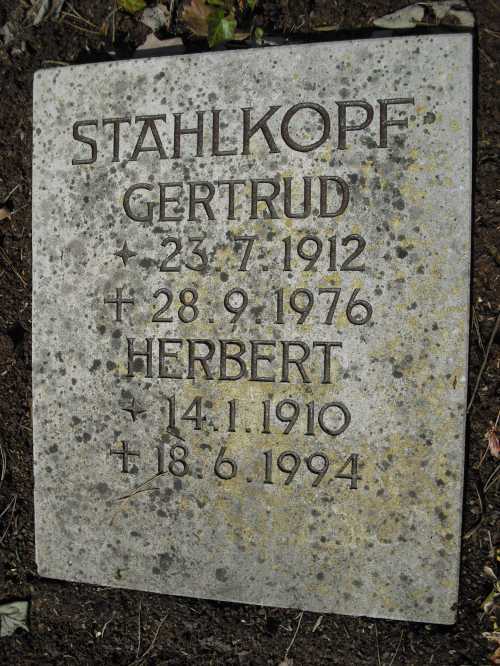 STAHLKOPF
GERTRUD
✦ 23.7.1912
† 28.9.1976
HERBERT
✦ 14.1.1910
† 18.6.1994